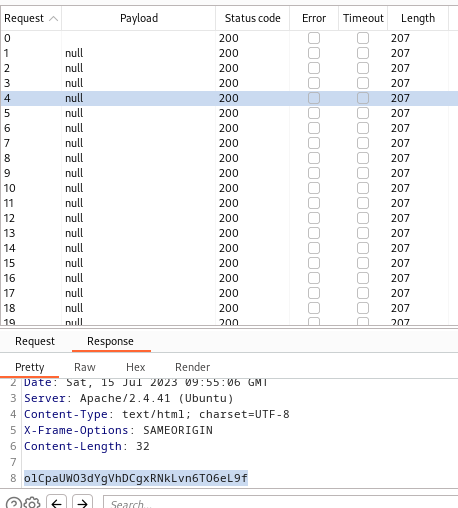 Request Payload Status code Error Timeout Length
0 200 207
1 null 200 207
2 null 200 207
3 null 200 207
4 null 200 207
5 null 200 207
6 null 200 207
7 null 200 207
8 null 200 207
9 null 200 207
10 null 200 207
11 null 200 207
12 null 200 207
13 null 200 207
14 null 200 207
15 null 200 207
16 null 200 207
17 null 200 207
18 null 200 207
19 null 200 207
Request Response
Pretty Raw Hex Render
2 Date: Sat, 15 Jul 2023 09:55:06 GMT
3 Server: Apache/2.4.41 (Ubuntu)
4 Content-Type: text/html; charset=UTF-8
5 X-Frame-Options: SAMEORIGIN
6 Content-Length: 32
7
8 o1CpaUWO3dYgVhDCgxRNkLvn6TO6eL9f
Search...